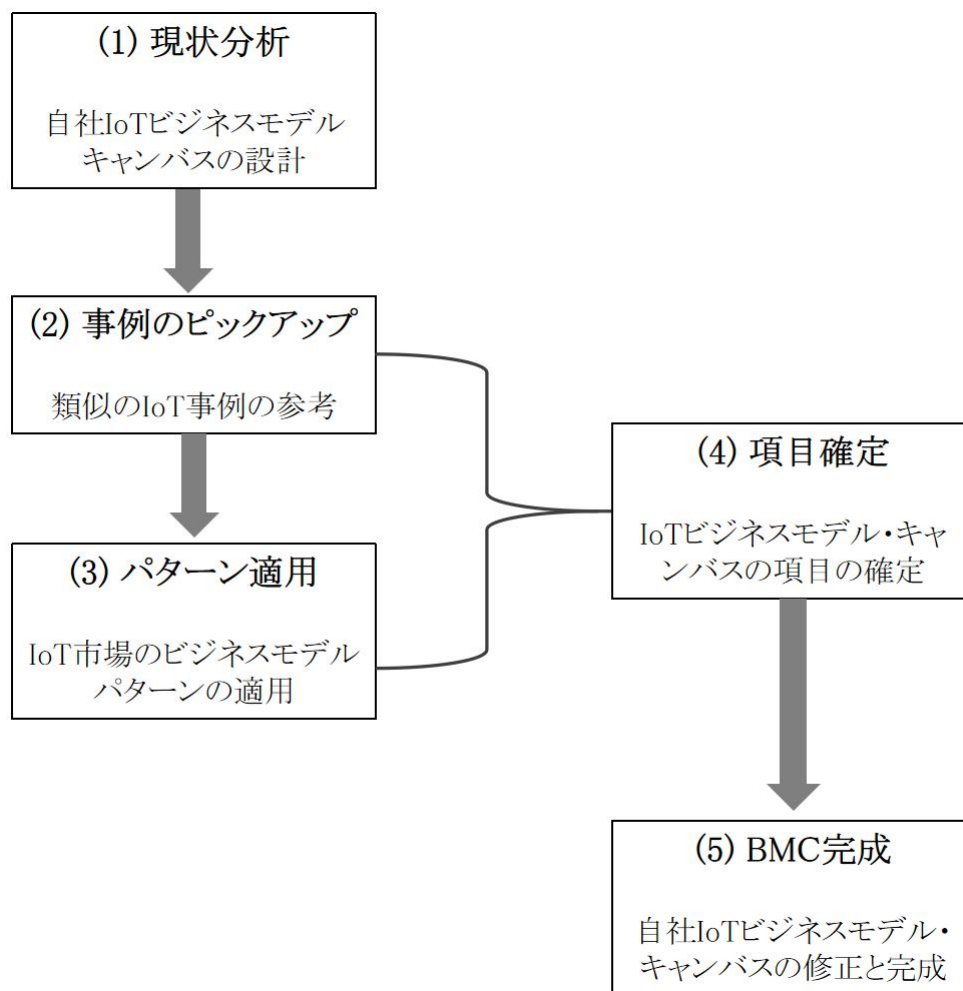 (1) 現状分析
自社IoTビジネスモデル
キャンバスの設計
(2) 事例のピックアップ
類似のIoT事例の参考
(3) パターン適用
IoT市場のビジネスモデル
パターンの適用
(4) 項目確定
IoTビジネスモデル・キャ
ンバスの項目の確定
(5) BMC完成
自社IoTビジネスモデル・
キャンバスの修正と完成